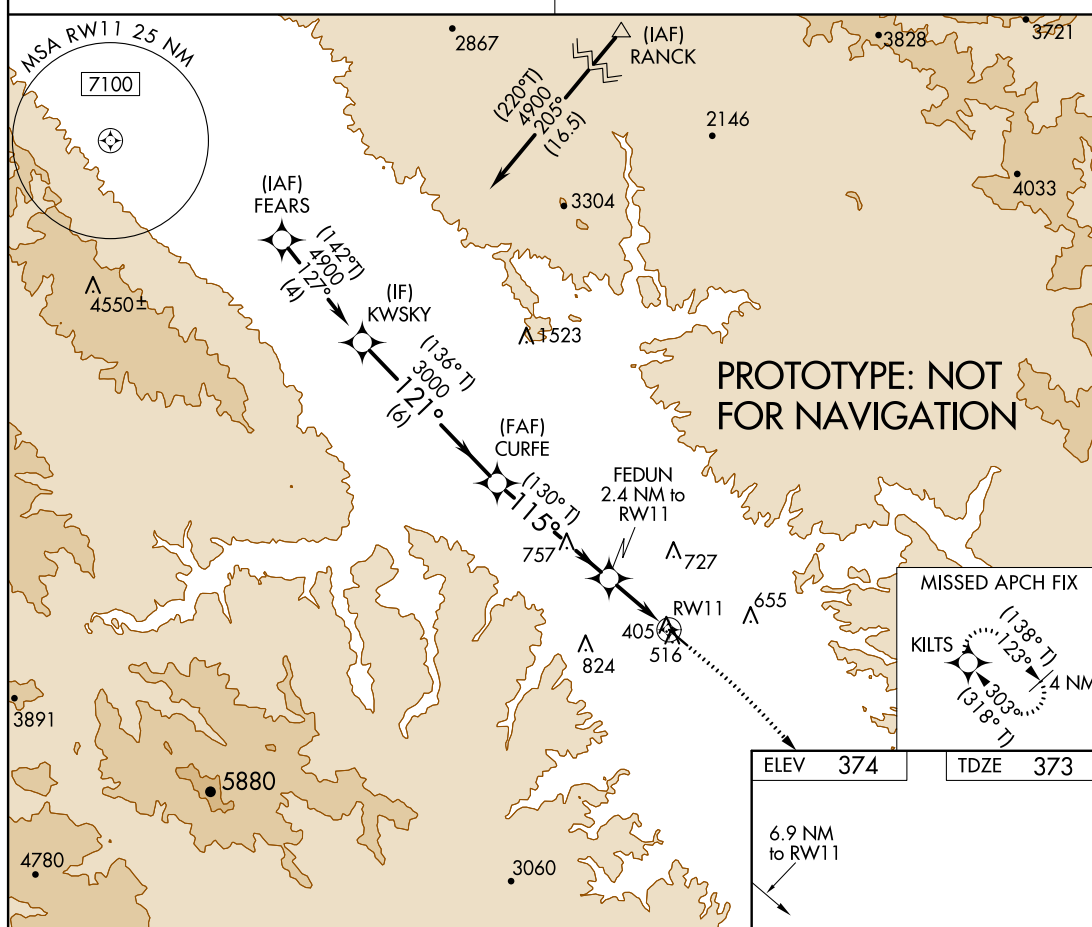 MSA RW11 25 NM
7100
2867
(IAF)
RANCK
3828
3721
(220°T)
4900
205°
(16.5)
2146
4033
3304
(IAF)
FEARS
(142°T)
4900
127°
(4)
4550±
(IF)
KWSKY
1523
(136° T)
3000
121°
(6)
PROTOTYPE: NOT
FOR NAVIGATION
(FAF)
CURFE
(130° T)
115°
FEDUN
2.4 NM to
RW11
757
727
RW11
655
405
516
824
MISSED APCH FIX
KILTS
(138° T)
123°
4 NM
303°
(318° T)
3891
5880
4780
3060
ELEV 374
TDZE 373
6.9 NM
to RW11